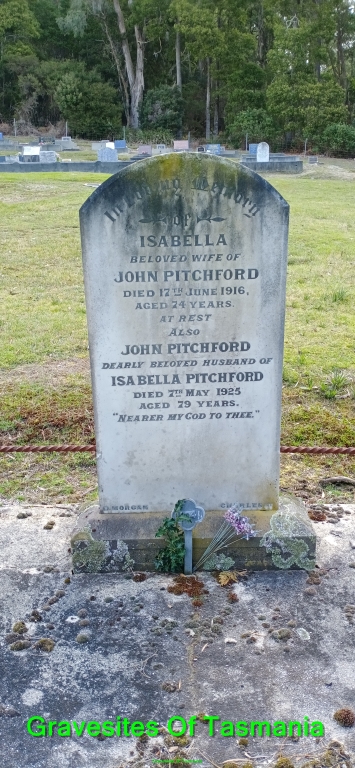 In Loving Memory
of
ISABELLA
BELOVED WIFE OF
JOHN PITCHFORD
DIED 17TH JUNE 1916,
AGED 74 YEARS.
AT REST
ALSO
JOHN PITCHFORD
DEARLY BELOVED HUSBAND OF
ISABELLA PITCHFORD
DIED 7TH MAY 1925
AGED 79 YEARS.
"NEARER MY GOD TO THEE."
Gravesites Of Tasmania